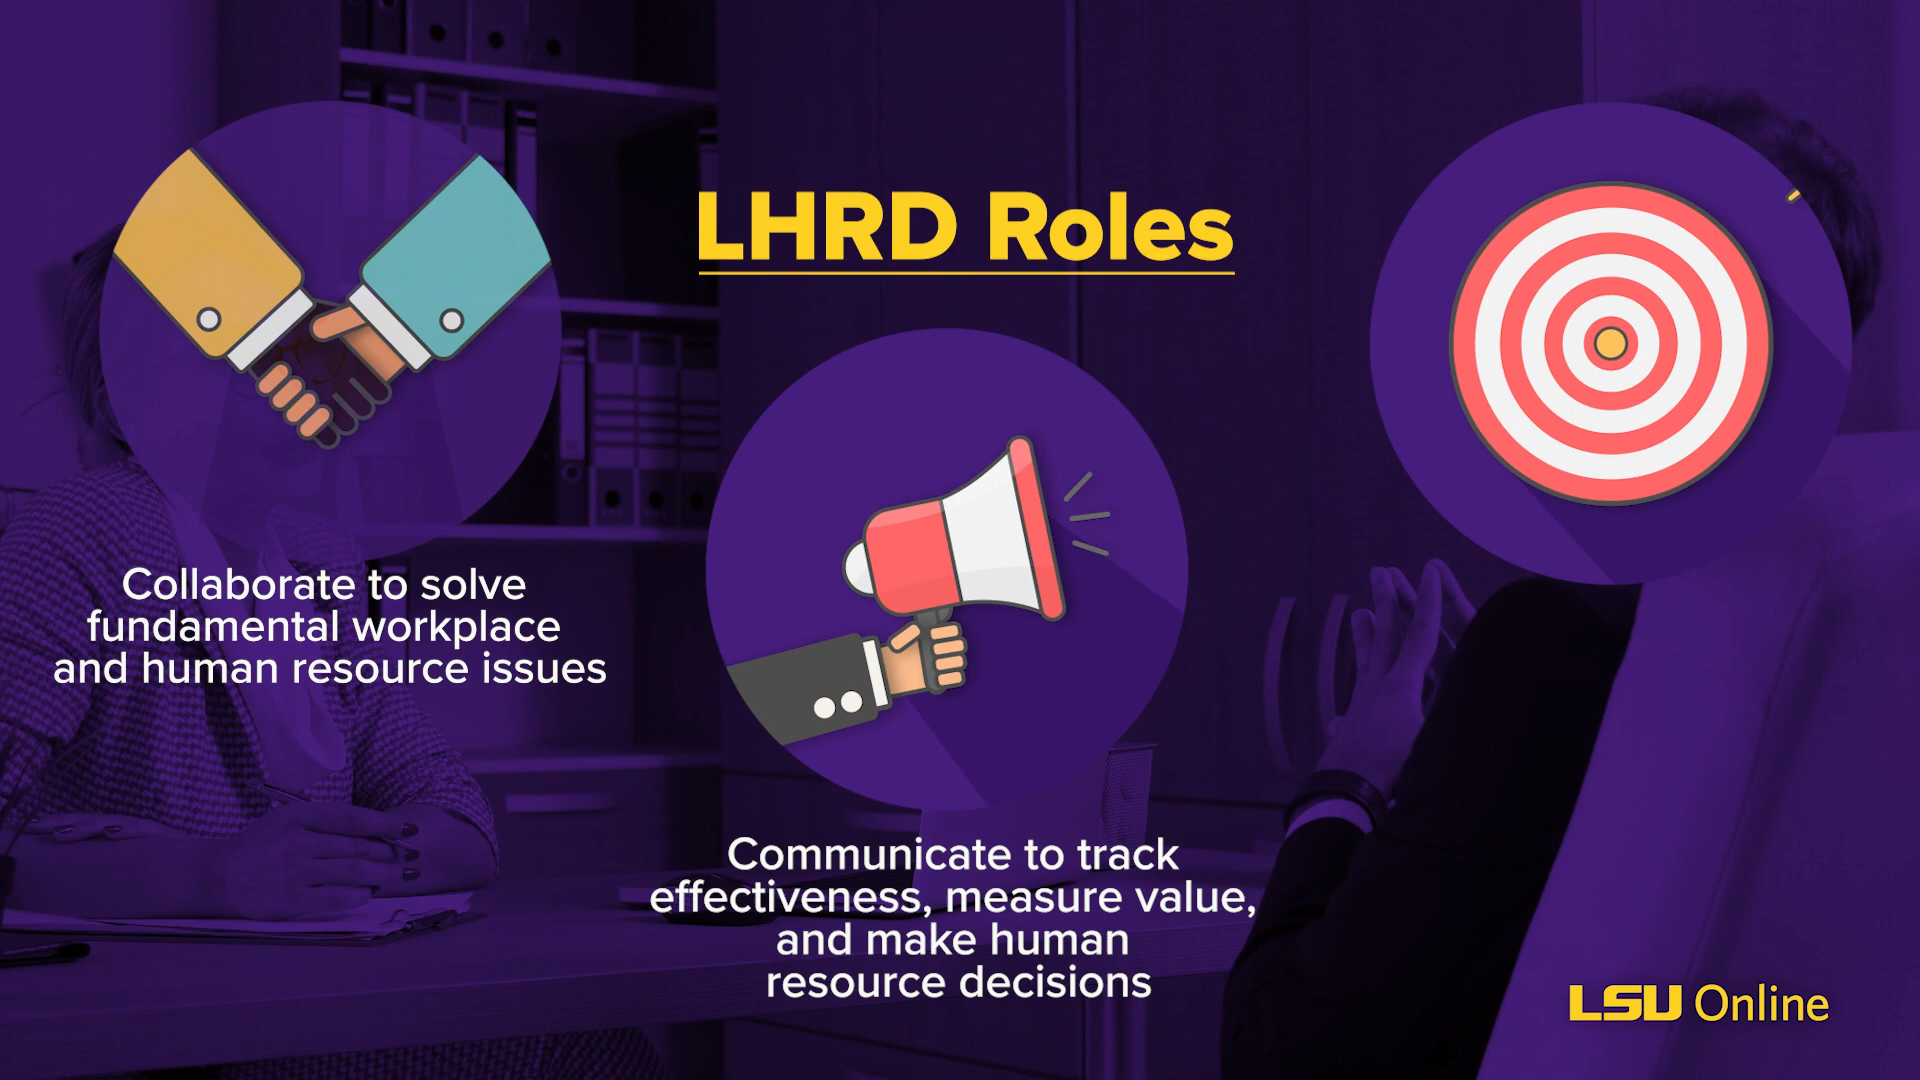 LHRD Roles
Collaborate to solve
fundamental workplace
and human resource issues
Communicate to track
effectiveness, measure value,
and make human
resource decisions
LSU Online